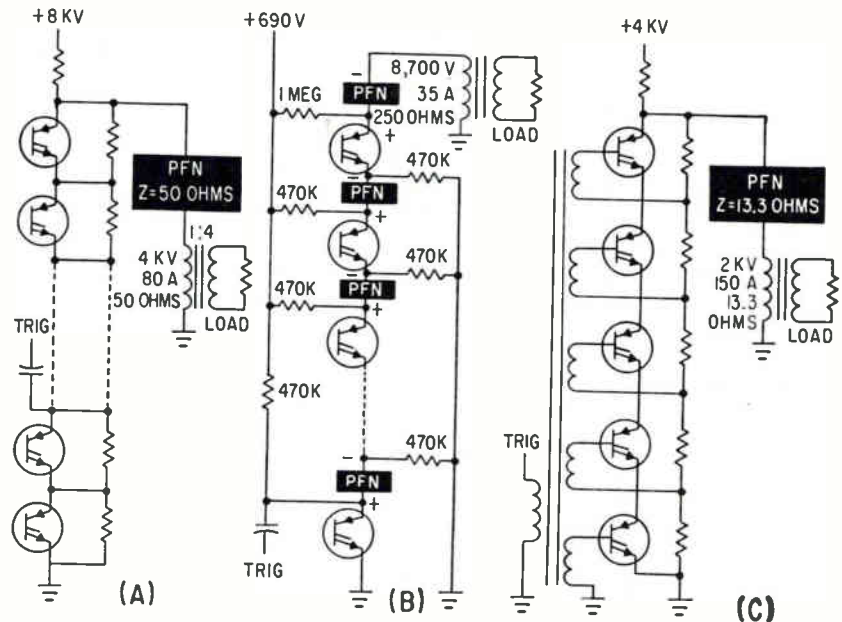 +8KV
PFN
Z=50 OHMS
1:4
4 KV
80 A
50 OHMS
LOAD
TRIG
(A)
+690 V
1 MEG
PFN
8,700 V
35 A
250 OHMS
LOAD
+
470K
-
PFN
+
470K
470K
-
PFN
+
470K
470K
470K
-
PFN
+
TRIG
(B)
+4 KV
PFN
Z=13.3 OHMS
2 KV
150 A
13.3
OHMS
LOAD
TRIG
(C)